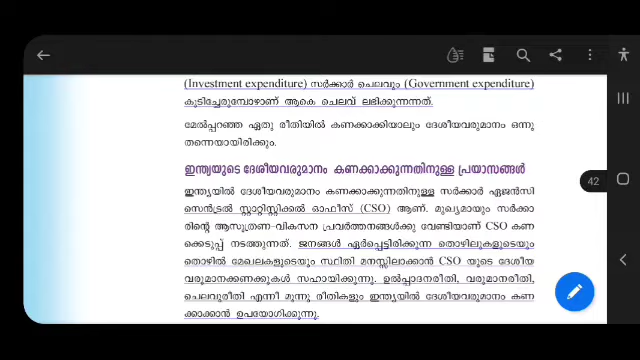 (Investment expenditure) സർക്കാർ ചെലവും (Government expenditure)
കൂടിച്ചേരുമ്പോഴാണ് ആകെ ചെലവ് ലഭിക്കുന്നത്.
മേൽപ്പറഞ്ഞ ഏതു രീതിയിൽ കണക്കാക്കിയാലും ദേശീയവരുമാനം ഒന്നു
തന്നെയായിരിക്കും.
ഇന്ത്യയുടെ ദേശീയവരുമാനം കണക്കാക്കുന്നതിനുള്ള പ്രയാസങ്ങൾ
ഇന്ത്യയിൽ ദേശീയവരുമാനം കണക്കാക്കുന്നതിനുള്ള സർക്കാർ ഏജൻസി
സെൻട്രൽ സ്റ്റാറ്റിസ്റ്റിക്കൽ ഓഫീസ് (CSO) ആണ്. മുഖ്യമായും സർക്കാ
രിന്റെ ആസൂത്രണ-വികസന പ്രവർത്തനങ്ങൾക്കു വേണ്ടിയാണ് CSO കണ
ക്കെടുപ്പ് നടത്തുന്നത്. ജനങ്ങൾ ഏർപ്പെട്ടിരിക്കുന്ന തൊഴിലുകളുടെയും
തൊഴിൽ മേഖലകളുടെയും സ്ഥിതി മനസ്സിലാക്കാൻ CSO യുടെ ദേശീയ
വരുമാനക്കണക്കുകൾ സഹായിക്കുന്നു. ഉൽപ്പാദനരീതി, വരുമാനരീതി,
ചെലവുരീതി എന്നീ മൂന്നു രീതികളും ഇന്ത്യയിൽ ദേശീയവരുമാനം കണ
ക്കാക്കാൻ ഉപയോഗിക്കുന്നു.
42